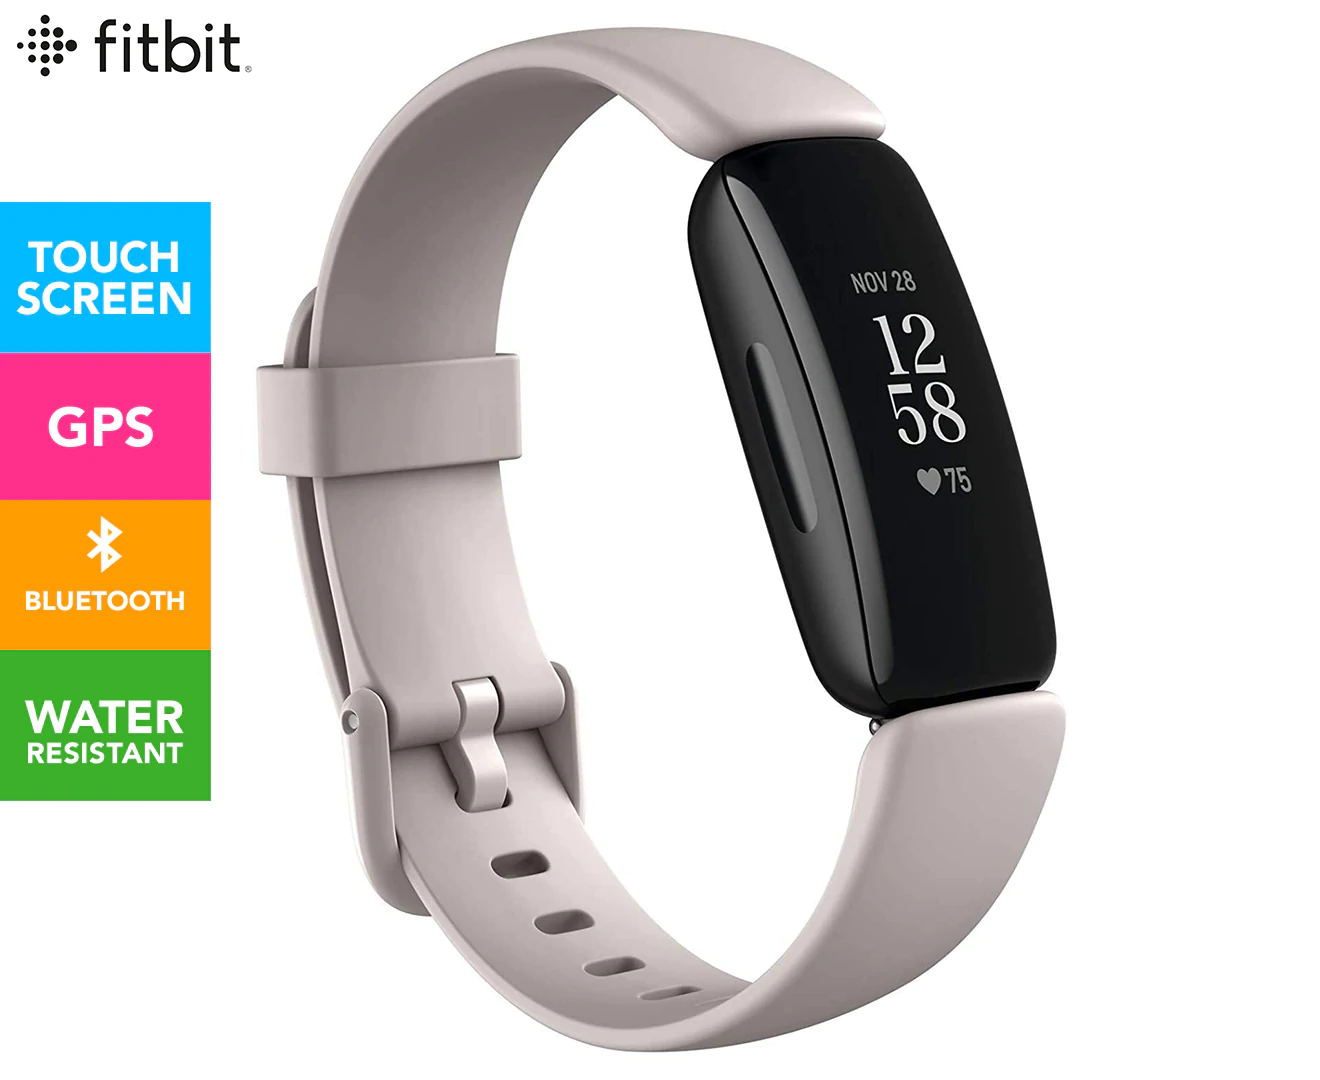 fitbit
TOUCH
SCREEN
GPS
BLUETOOTH
WATER
RESISTANT
NOV 28
12
58
75